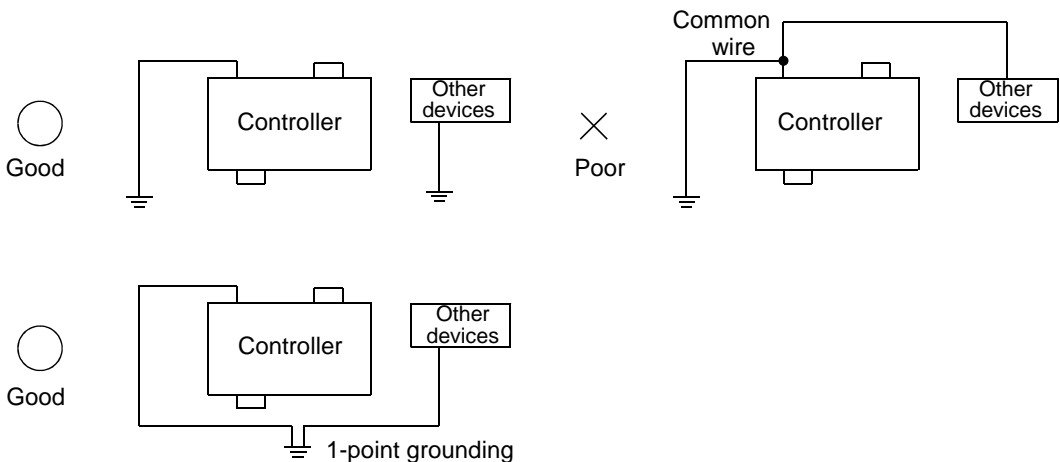 Controller
Other
devices
Good
Common
wire
Controller
Other
devices
Poor
Controller
Other
devices
Good
1-point grounding